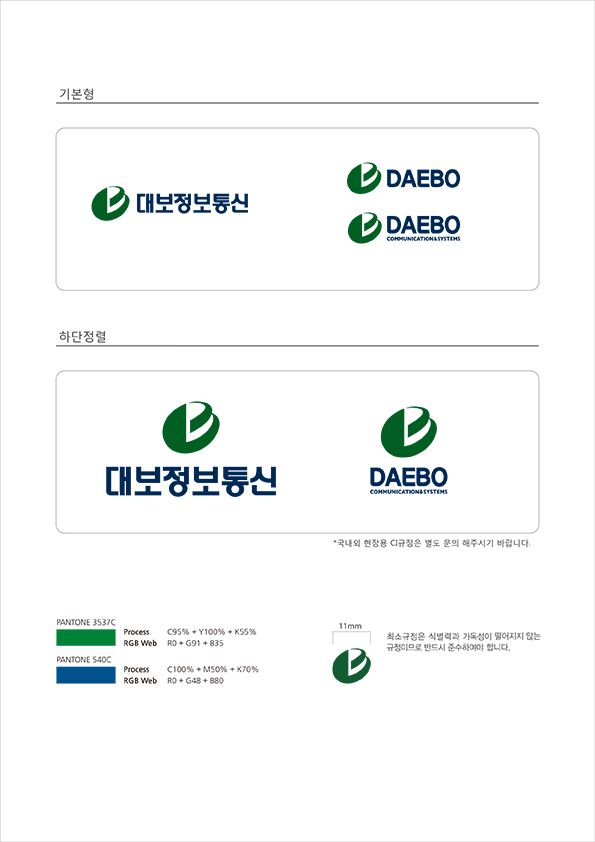 기본형
대보정보통신
DAEBO
DAEBO
COMMUNICATION&SYSTEMS
하단정렬
대보정보통신
DAEBO
COMMUNICATION&SYSTEMS
*국내외 현장용 CI규정은 별도 문의 해주시기 바랍니다.
PANTONE 3537C
Process C95% + Y100% + K55%
RGB Web R0 + G91 + B35
PANTONE 540C
Process C100% + M50% + K70%
RGB Web R0 + G48 + B80
11mm
최소규정은 식별력과 가독성이 떨어지지 않는
규정이므로 반드시 준수하여야 합니다.